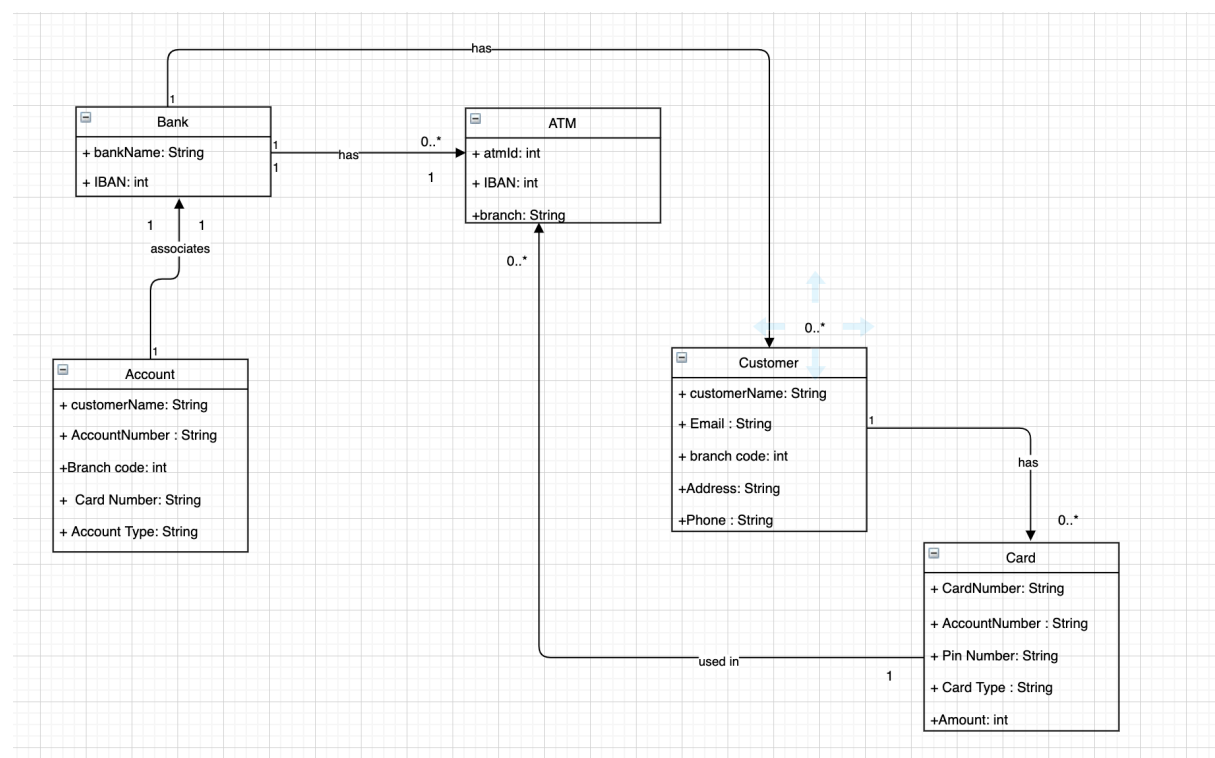 has
1
Bank
+ bankName: String
+ IBAN: int
1
has
0..*
1
1
ATM
+ atmId: int
+ IBAN: int
+branch: String
1
1
associates
1
0..*
0..*
Account
+ customerName: String
+ AccountNumber : String
+Branch code: int
+ Card Number: String
+ Account Type: String
Customer
+ customerName: String
+ Email : String
+ branch code: int
+Address: String
+Phone : String
1
has
0..*
Card
+ CardNumber: String
+ AccountNumber : String
+ Pin Number: String
+ Card Type : String
+Amount: int
used in
1